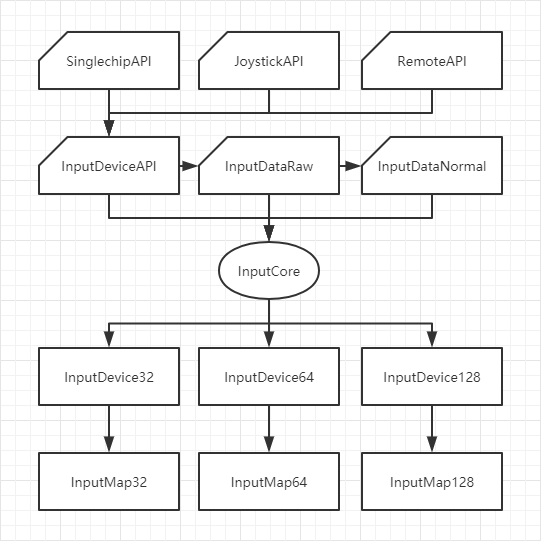 SinglechipAPI
JoystickAPI
RemoteAPI
InputDeviceAPI
InputDataRaw
InputDataNormal
InputCore
InputDevice32
InputDevice64
InputDevice128
InputMap32
InputMap64
InputMap128